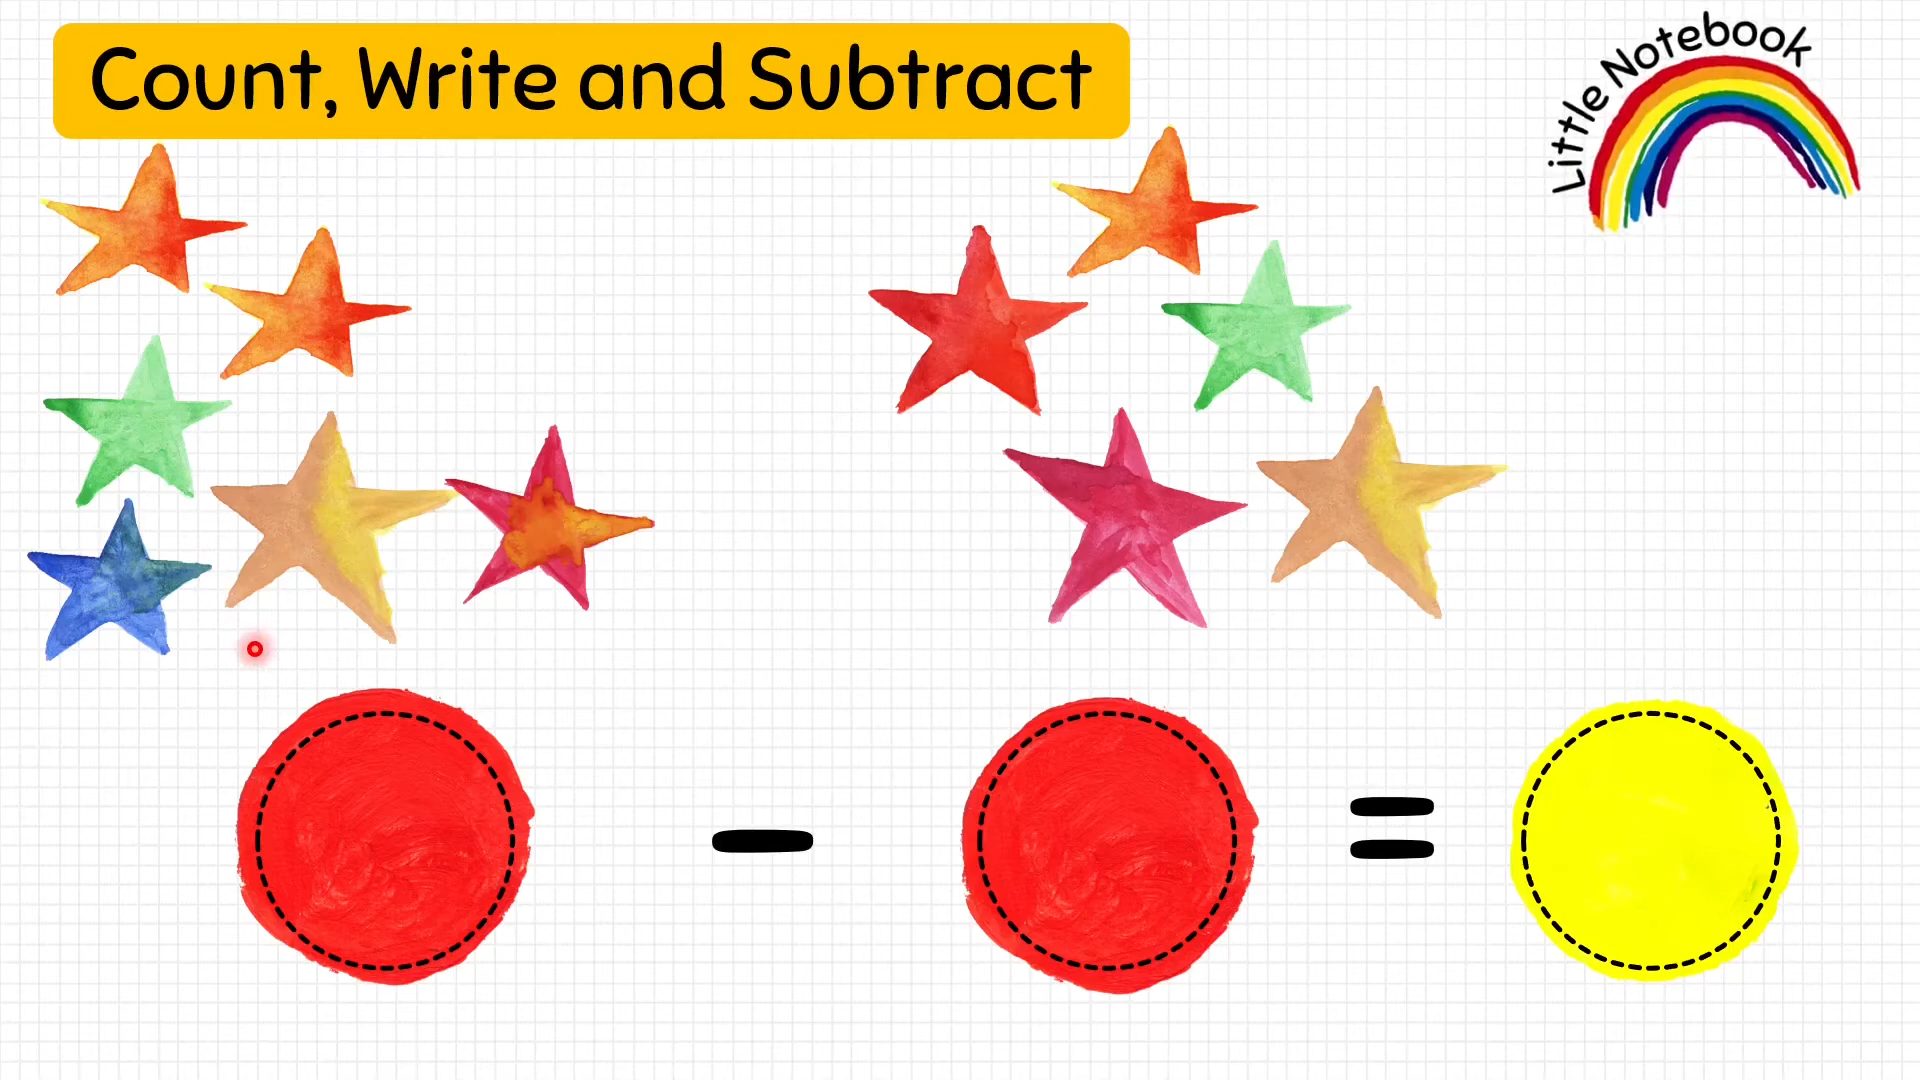 Count, Write and Subtract
Little Notebook
- =